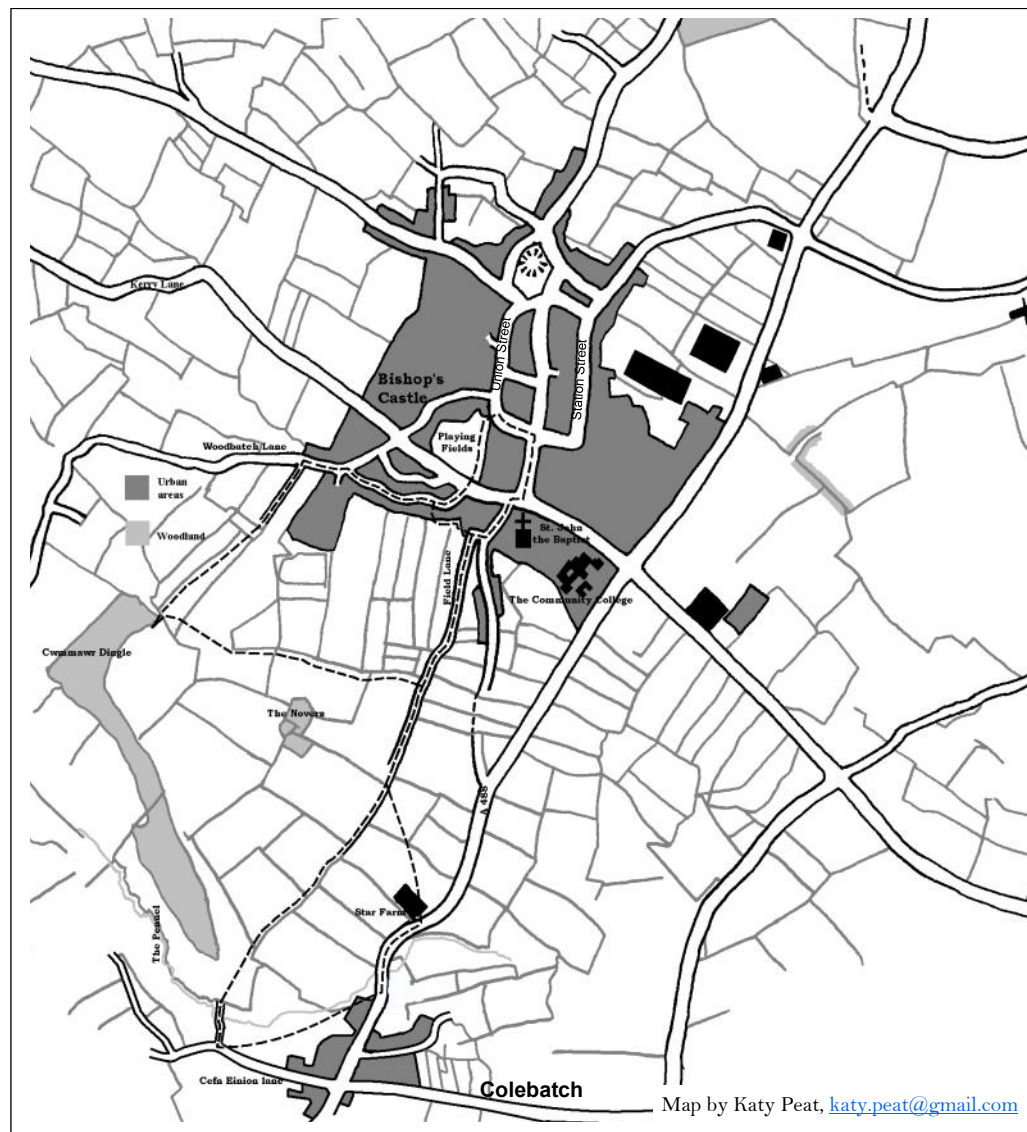 Kerry Lane
Union Street
Station Street
Bishop's
Castle
Playing
Fields
Woodbatch Lane
Urban
areas
Woodland
St. John
the Baptist
Field Lane
The Community College
Cwmmawr Dingle
The Novers
A 488
Star Farm
The Pennel
Cefn Einion lane
Colebatch
Map by Katy Peat, katy.peat@gmail.com